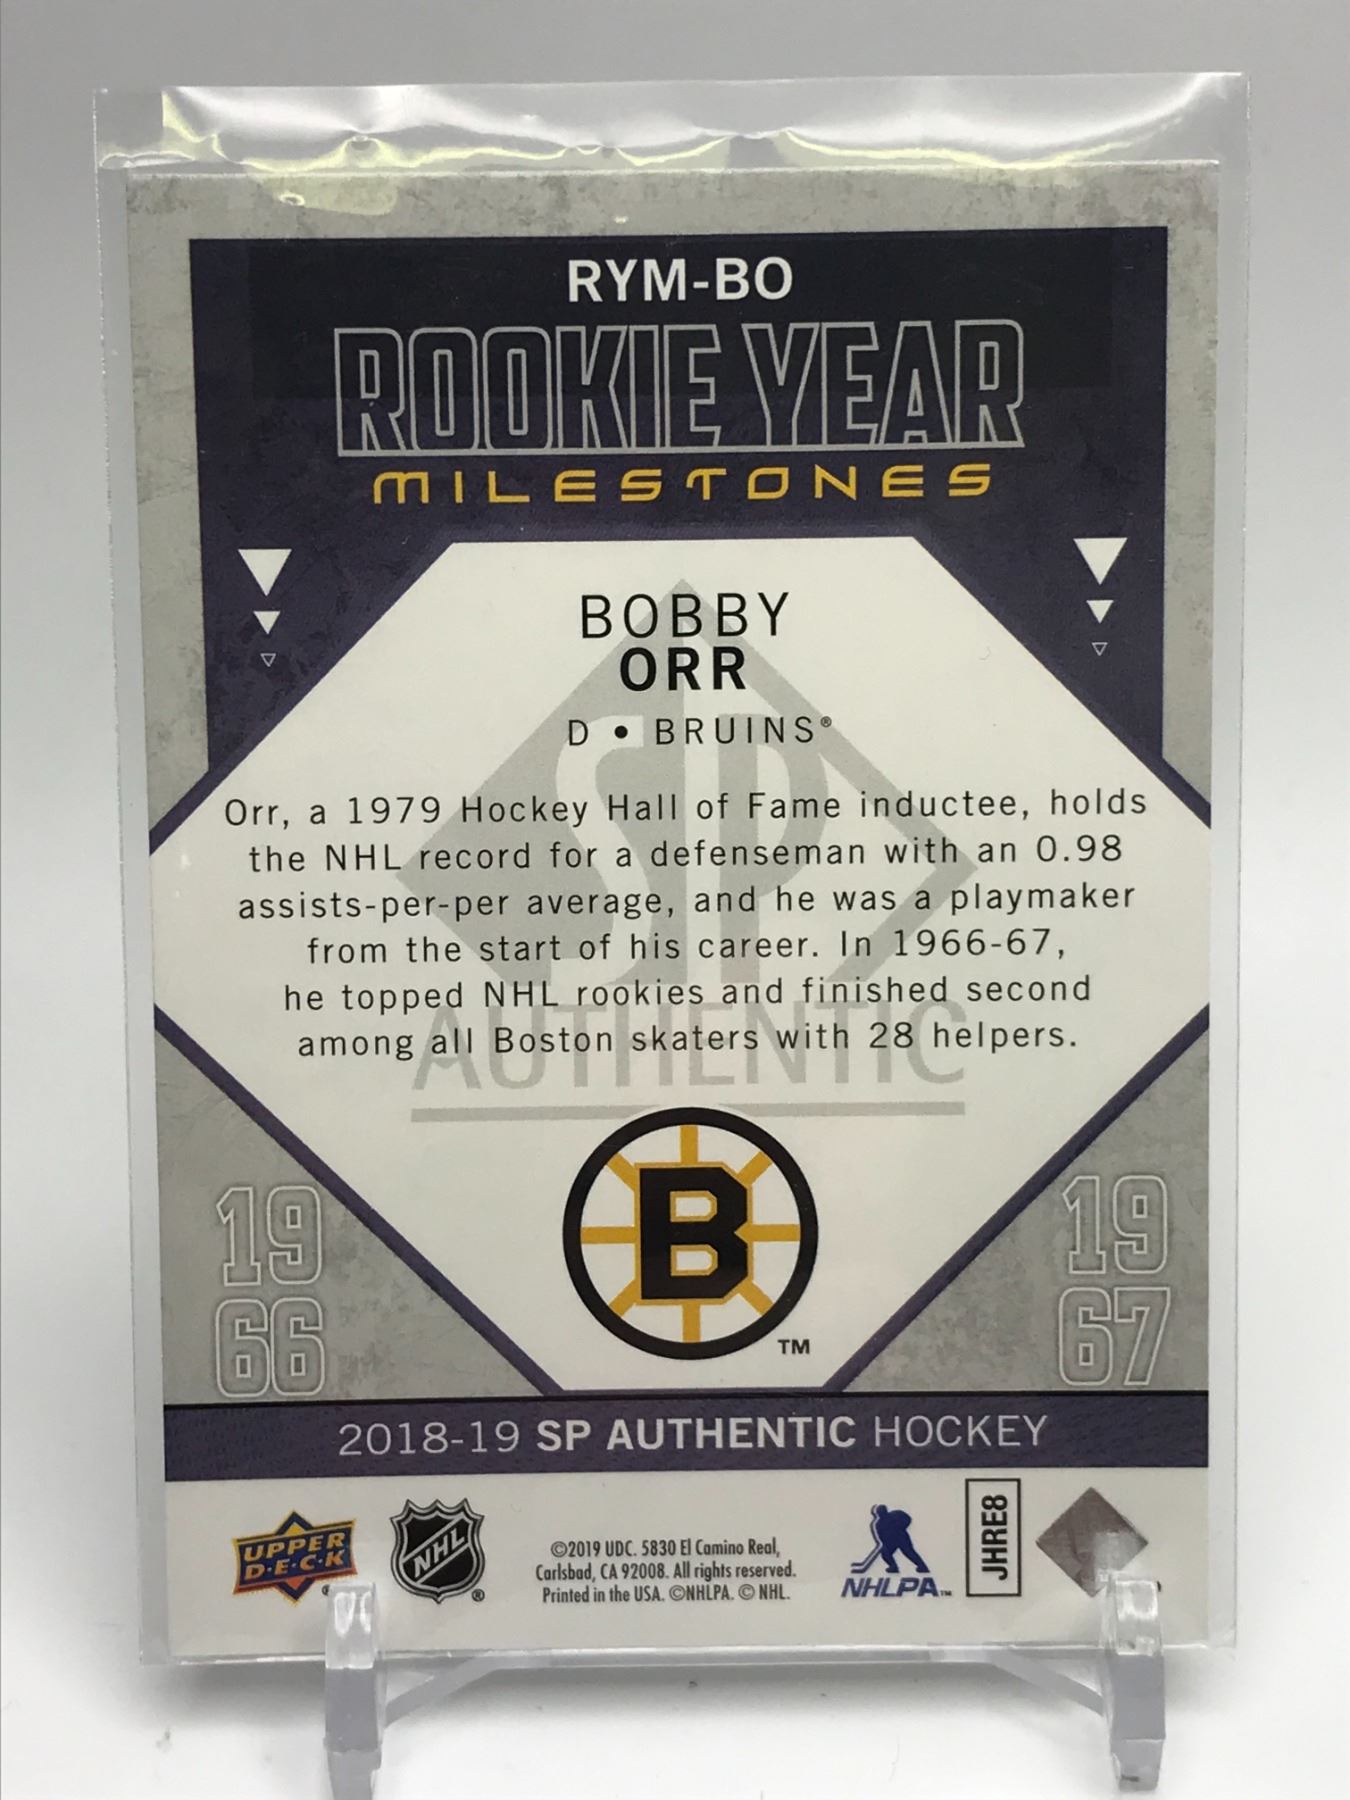 RYM-BO
ROOKIE YEAR
MILESTONES
BOBBY
ORR
D • BRUINS®
Orr, a 1979 Hockey Hall of Fame inductee, holds
the NHL record for a defenseman with an 0.98
assists-per-per average, and he was a playmaker
from the start of his career. In 1966-67,
he topped NHL rookies and finished second
among all Boston skaters with 28 helpers.
SP
AUTHENTIC
B
TM
19
66
19
67
2018-19 SP AUTHENTIC HOCKEY
UPPER
D·E·C·K
®
NHL
®
©2019 UDC. 5830 El Camino Real,
Carlsbad, CA 92008. All rights reserved.
Printed in the USA. ©NHLPA. © NHL.
NHLPA™
JHRE8